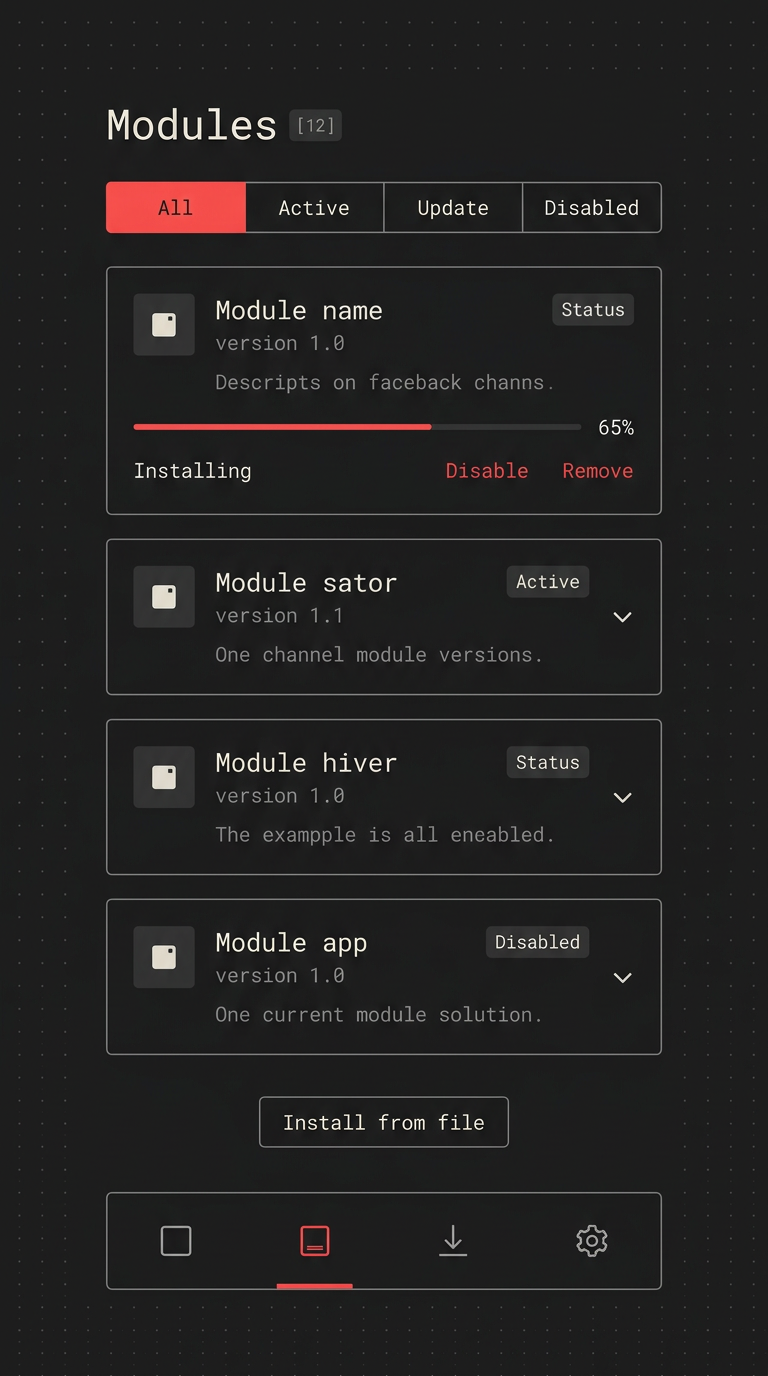 Modules [12]
All Active Update Disabled
Module name Status
version 1.0
Descripts on faceback channs.
65%
Installing Disable Remove
Module sator Active
version 1.1
One channel module versions.
Module hiver Status
version 1.0
The exampple is all eneabled.
Module app Disabled
version 1.0
One current module solution.
Install from file